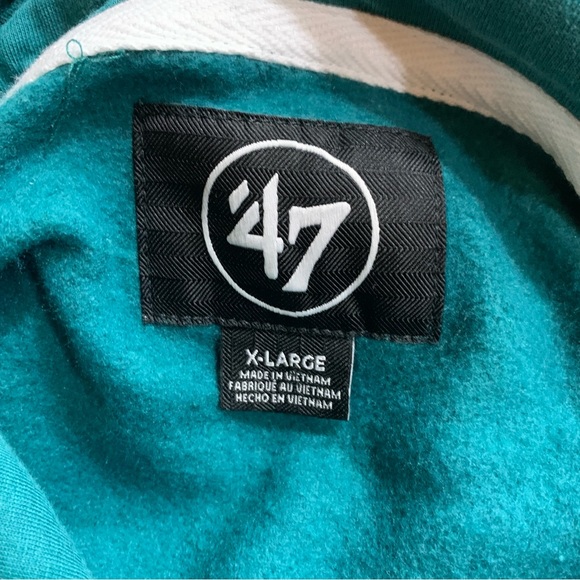 '47
X-LARGE
MADE IN VIETNAM
FABRIQUÉ AU VIETNAM
HECHO EN VIETNAM